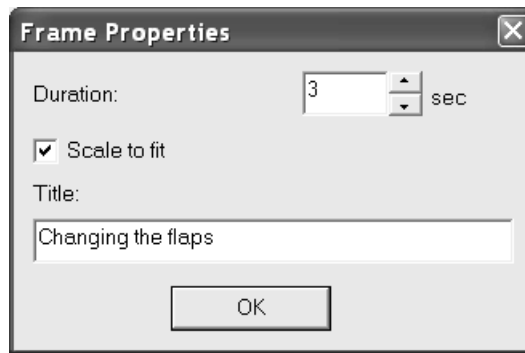 Frame Properties
Duration: 3 sec
Scale to fit
Title:
Changing the flaps
OK